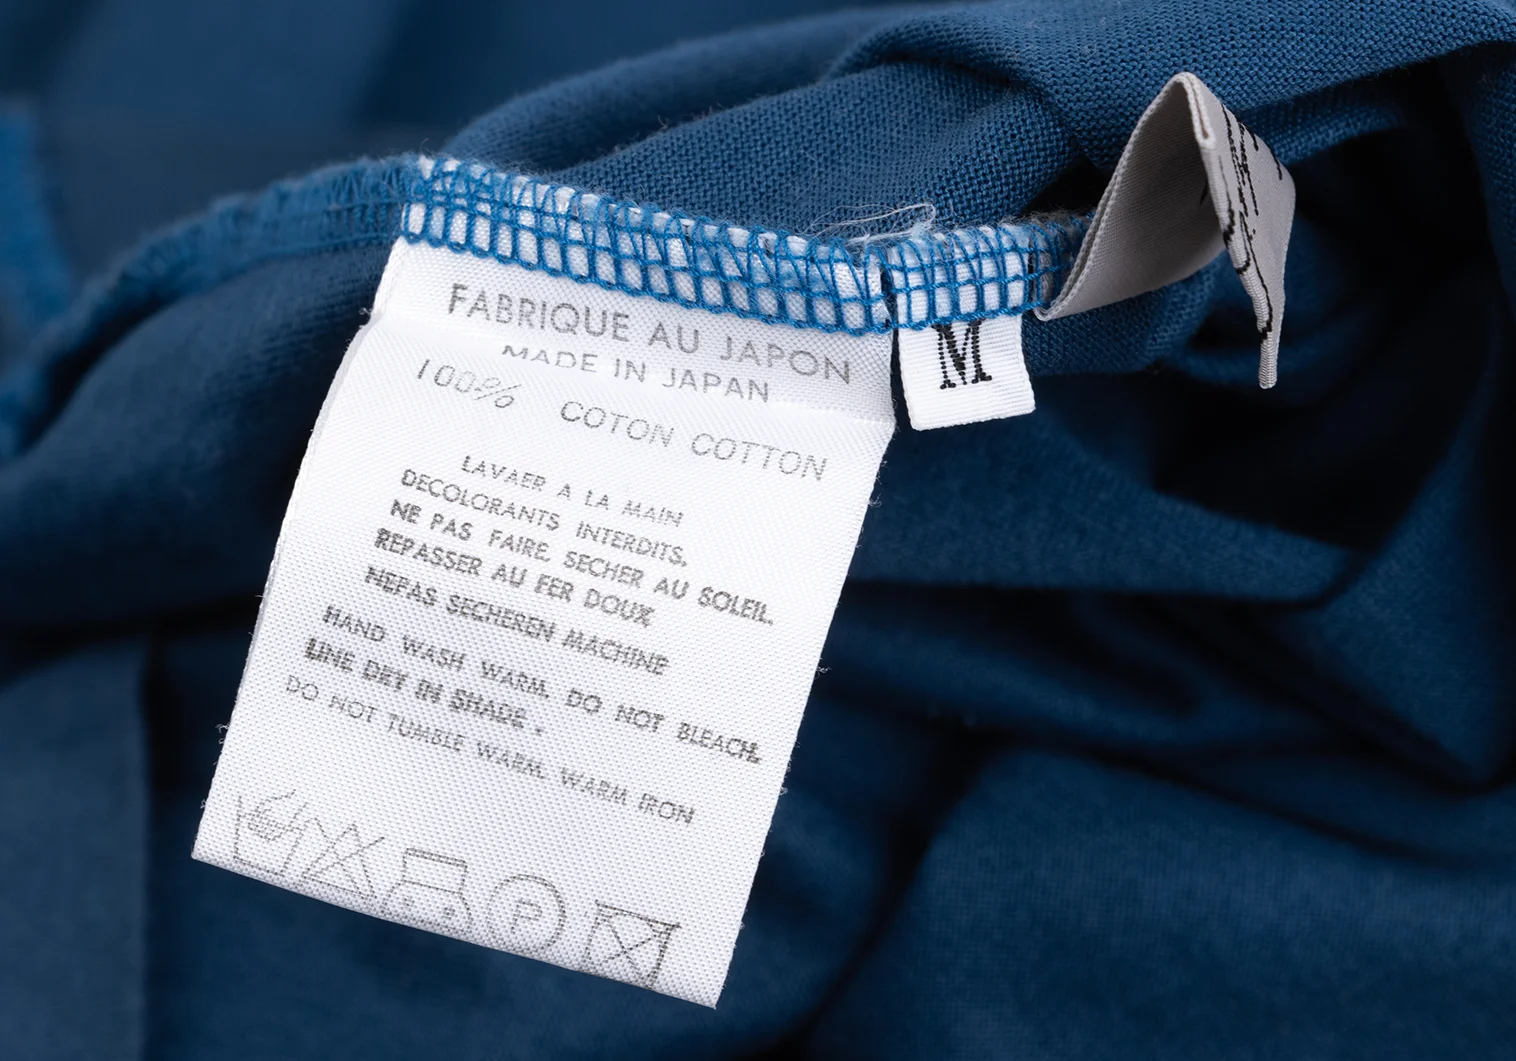 FABRIQUE AU JAPON
MADE IN JAPAN
100% COTON COTTON
LAVAER A LA MAIN
DECOLORANTS INTERDITS,
NE PAS FAIRE, SECHER AU SOLEIL.
REPASSER AU FER DOUX
NEPAS SECHEREN MACHINE
HAND WASH WARM, DO NOT BLEACH,
LINE DRY IN SHADE.
DO NOT TUMBLE WARM, WARM IRON
P
M